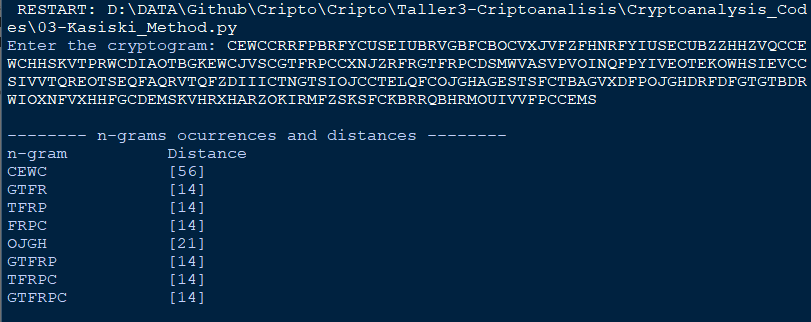 RESTART: D:\DATA\Github\Cripto\Cripto\Taller3-Criptoanalisis\Cryptoanalysis_Cod
es\03-Kasiski_Method.py
Enter the cryptogram: CEWCCRRFPBRFYCUSEIUBRVGBFCBOCVXJVFZFHNRFYIUSECUBZZHHZVQCCE
WCHHSKVTPRWCDIAOTBGKEWCJVSCGTFRPCCXNJZRFRGTFRPCDSMWVASVPVOINQFPYIVEOTEKOWHSIEVCC
SIVVTQREOTSEQFAQRVTQFZDIIICTNGTSIOJCCTELQFCOJGHAGESTSFCTBAGVXDFPOJGHDRFDFGTGTBDR
WIOXNFVXHHFGCDEMSKVHRXHARZOKIRMFZSKSFCKBRRQBHRMOUIVVFPCCEMS
-------- n-grams ocurrences and distances --------
n-gram Distance
CEWC [56]
GTFR [14]
TFRP [14]
FRPC [14]
OJGH [21]
GTFRP [14]
TFRPC [14]
GTFRPC [14]